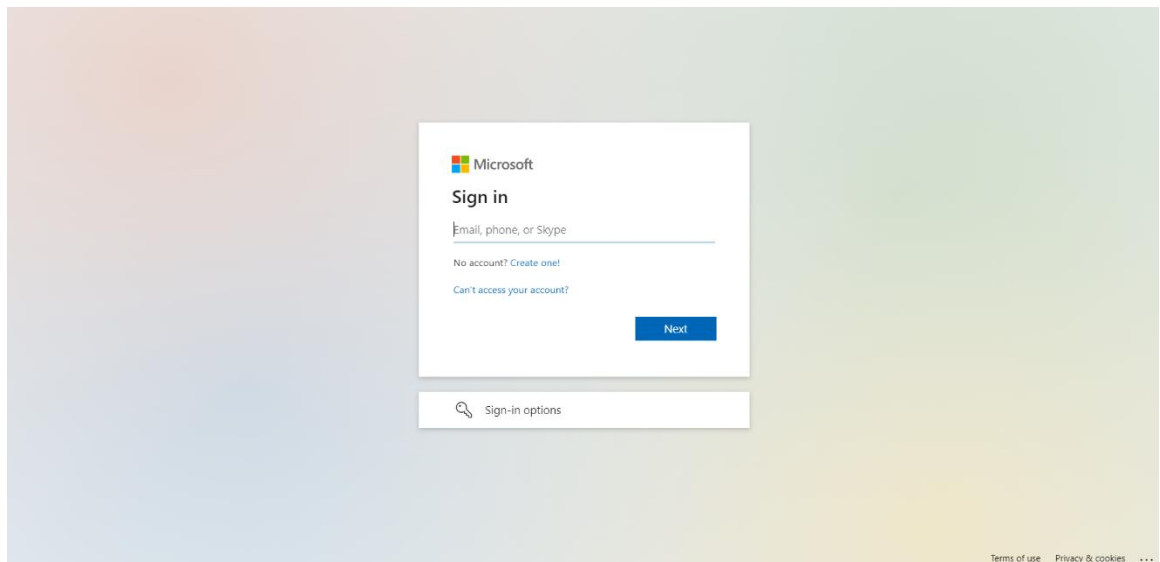 Microsoft
Sign in
Email, phone, or Skype
No account? Create one!
Can't access your account?
Next
Sign-in options
Terms of use Privacy & cookies ...